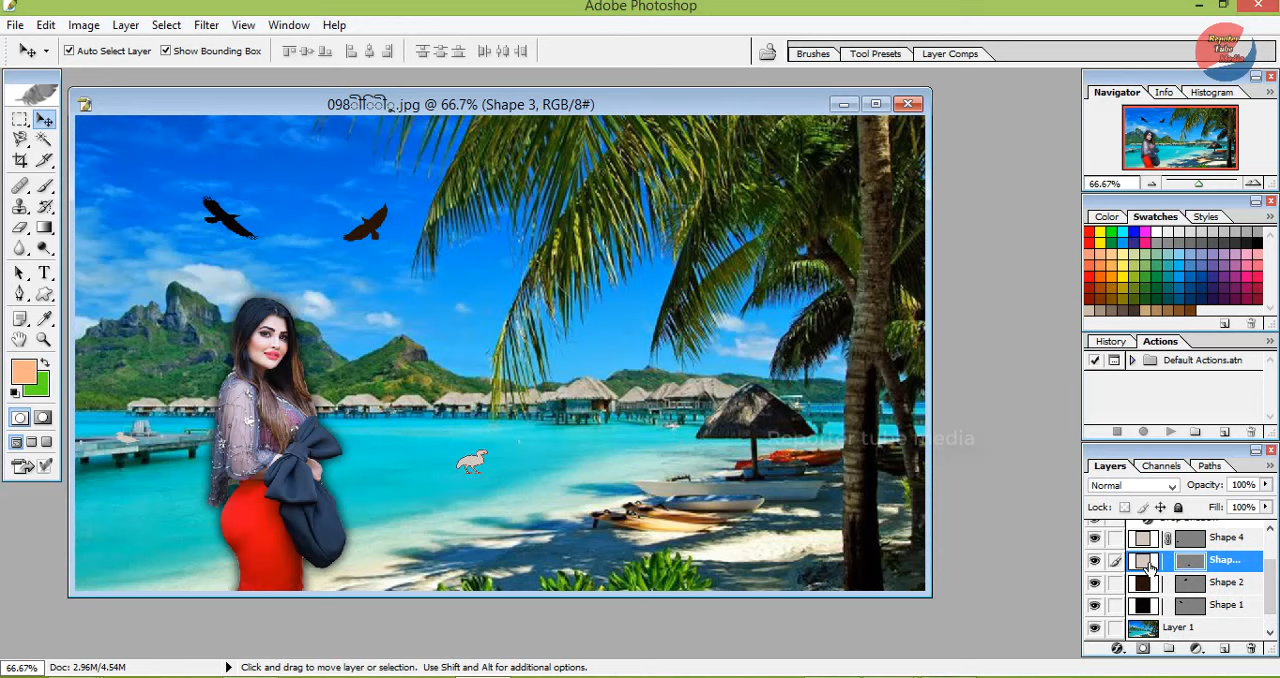 Adobe Photoshop
File Edit Image Layer Select Filter View Window Help
Reporter Tube Media
Auto Select Layer Show Bounding Box
Brushes Tool Presets Layer Comps
@ 66.7% (Shape 3, RGB/8#)
Navigator Info Histogram
66.67%
Color Swatches Styles
History Actions
Default Actions.atn
Reporter tube media
Layers Channels Paths
Normal Opacity: 100%
Lock: Fill: 100%
Shape 4
Shap...
Shape 2
Shape 1
Layer 1
66.67% Doc: 2.96M/4.54M Click and drag to move layer or selection. Use Shift and Alt for additional options.